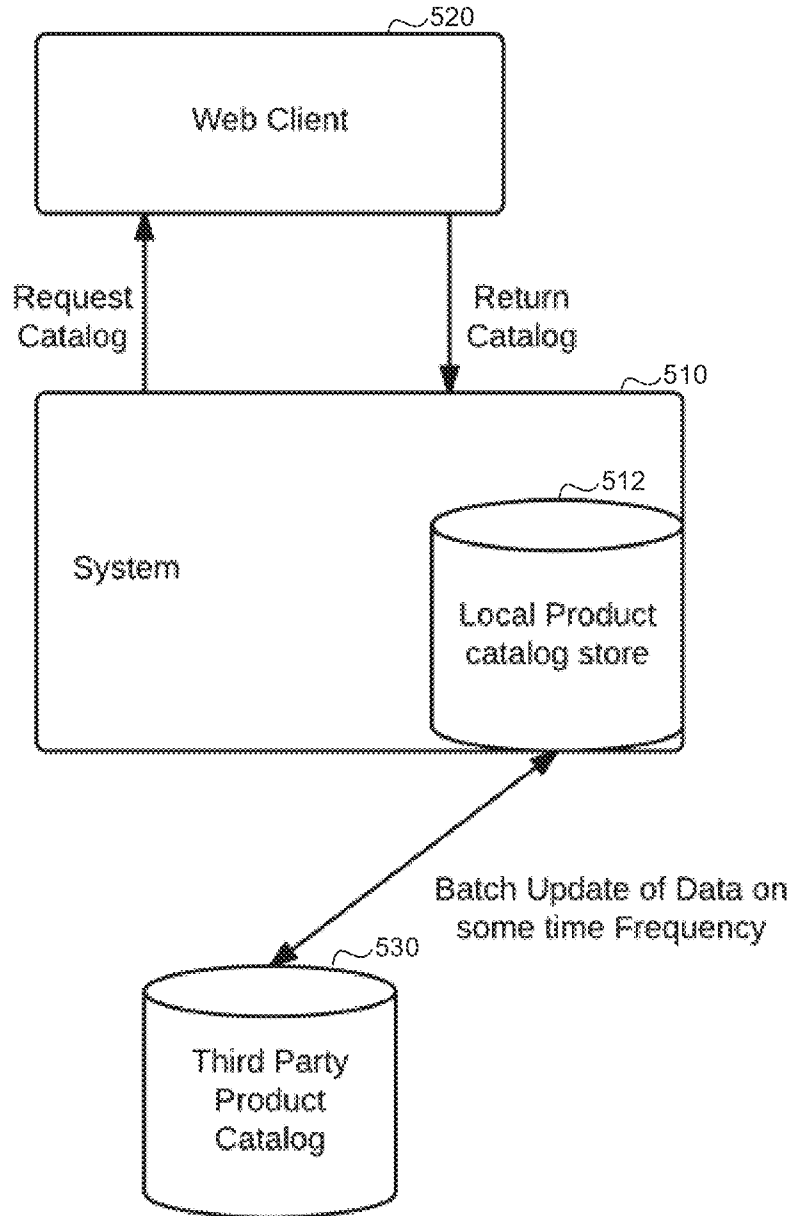 520
Web Client
Request
Catalog
Return
Catalog
510
512
System
Local Product
catalog store
Batch Update of Data on
some time Frequency
530
Third Party
Product
Catalog